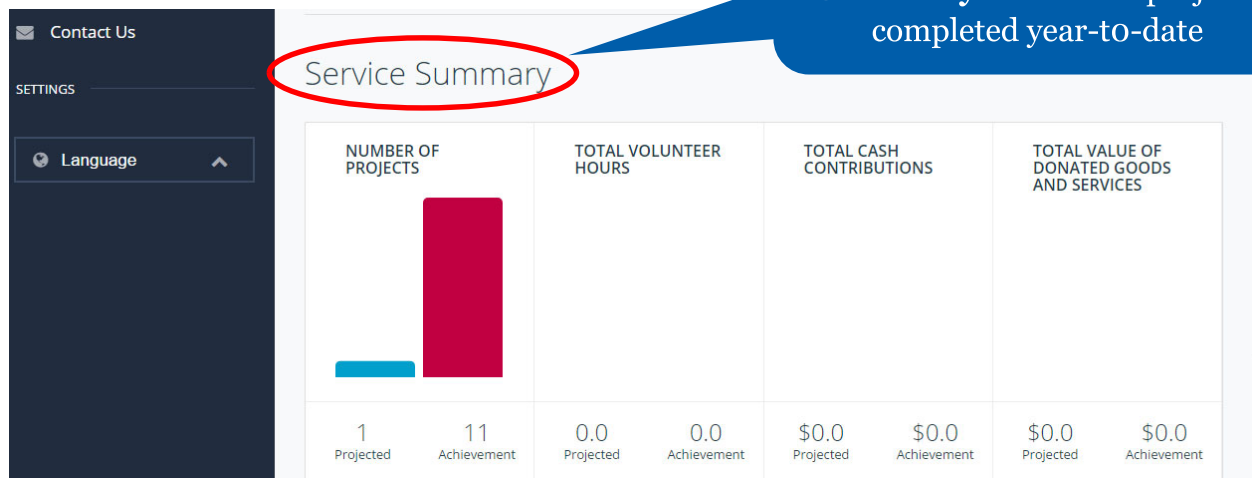 Contact Us
SETTINGS
Language
completed year-to-date
Service Summary
NUMBER OF
PROJECTS
TOTAL VOLUNTEER
HOURS
TOTAL CASH
CONTRIBUTIONS
TOTAL VALUE OF
DONATED GOODS
AND SERVICES
1 11 0.0 0.0 $0.0 $0.0 $0.0 $0.0
Projected Achievement Projected Achievement Projected Achievement Projected Achievement